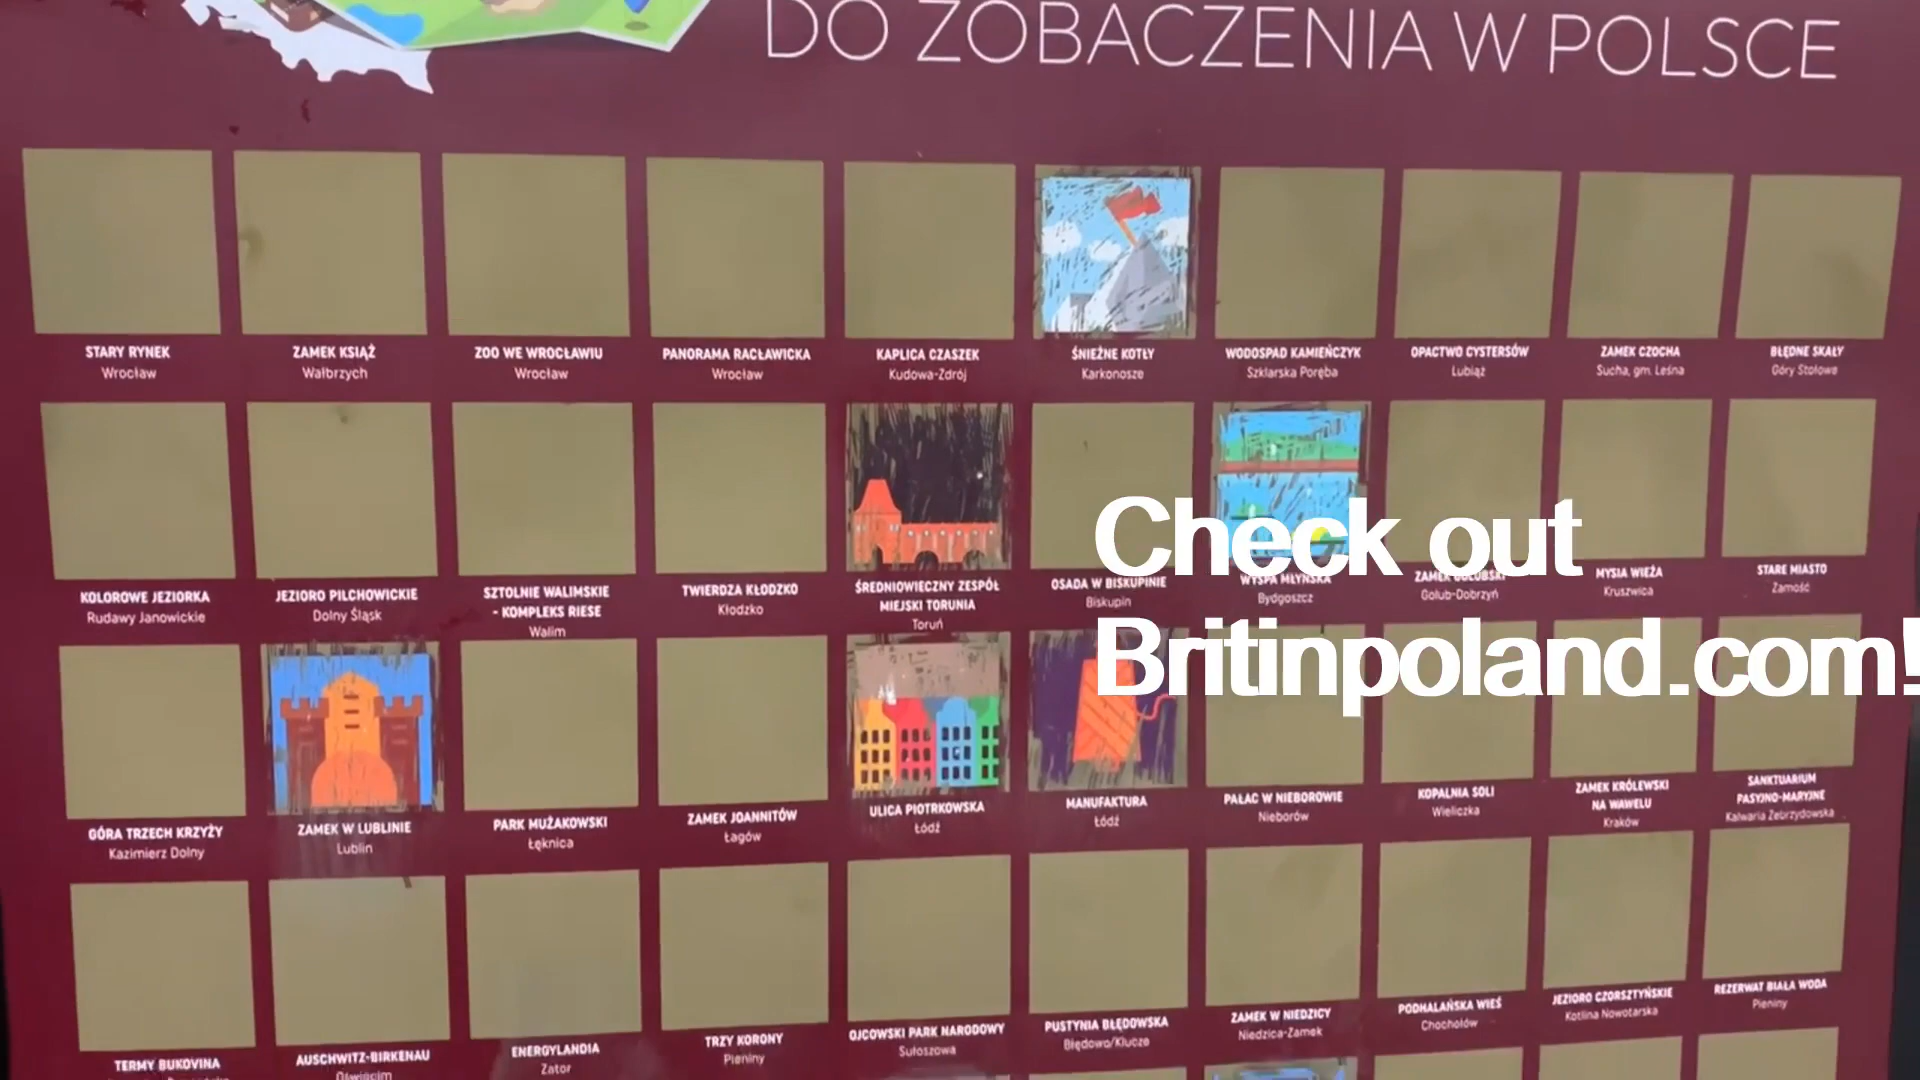 DO ZOBACZENIA W POLSCE
STARY RYNEK
Wrocław
ZAMEK KSIĄŻ
Wałbrzych
ZOO WE WROCŁAWIU
Wrocław
PANORAMA RACŁAWICKA
Wrocław
KAPLICA CZASZEK
Kudowa-Zdrój
ŚNIEŻNE KOTŁY
Karkonosze
WODOSPAD KAMIEŃCZYK
Szklarska Poręba
OPACTWO CYSTERSÓW
Lubiąż
ZAMEK CZOCHA
Sucha, gm. Leśna
BŁĘDNE SKAŁY
Góry Stołowe
KOLOROWE JEZIORKA
Rudawy Janowickie
JEZIORO PILCHOWICKIE
Dolny Śląsk
SZTOLNIE WALIMSKIE
- KOMPLEKS RIESE
Walim
TWIERDZA KŁODZKO
Kłodzko
ŚREDNIOWIECZNY ZESPÓŁ
MIEJSKI TORUNIA
Toruń
OSADA W BISKUPINIE
Biskupin
WYSPA MŁYŃSKA
Bydgoszcz
ZAMEK GOLUBSKI
Golub-Dobrzyń
MYSIA WIEŻA
Kruszwica
STARE MIASTO
Zamość
Check out
Britinpoland.com!
GÓRA TRZECH KRZYŻY
Kazimierz Dolny
ZAMEK W LUBLINIE
Lublin
PARK MUŻAKOWSKI
Łęknica
ZAMEK JOANNITÓW
Łagów
ULICA PIOTRKOWSKA
Łódź
MANUFAKTURA
Łódź
PAŁAC W NIEBOROWIE
Nieborów
KOPALNIA SOLI
Wieliczka
ZAMEK KRÓLEWSKI
NA WAWELU
Kraków
SANKTUARIUM
PASYJNO-MARYJNE
Kalwaria Zebrzydowska
TERMY BUKOVINA
AUSCHWITZ-BIRKENAU
Oświęcim
ENERGYLANDIA
Zator
TRZY KORONY
Pieniny
OJCOWSKI PARK NARODOWY
Sułoszowa
PUSTYNIA BŁĘDOWSKA
Błędowo/Klucze
ZAMEK W NIEDZICY
Niedzica-Zamek
PODHALAŃSKA WIEŚ
Chochołów
JEZIORO CZORSZTYŃSKIE
Kotlina Nowotarska
REZERWAT BIAŁA WODA
Pieniny